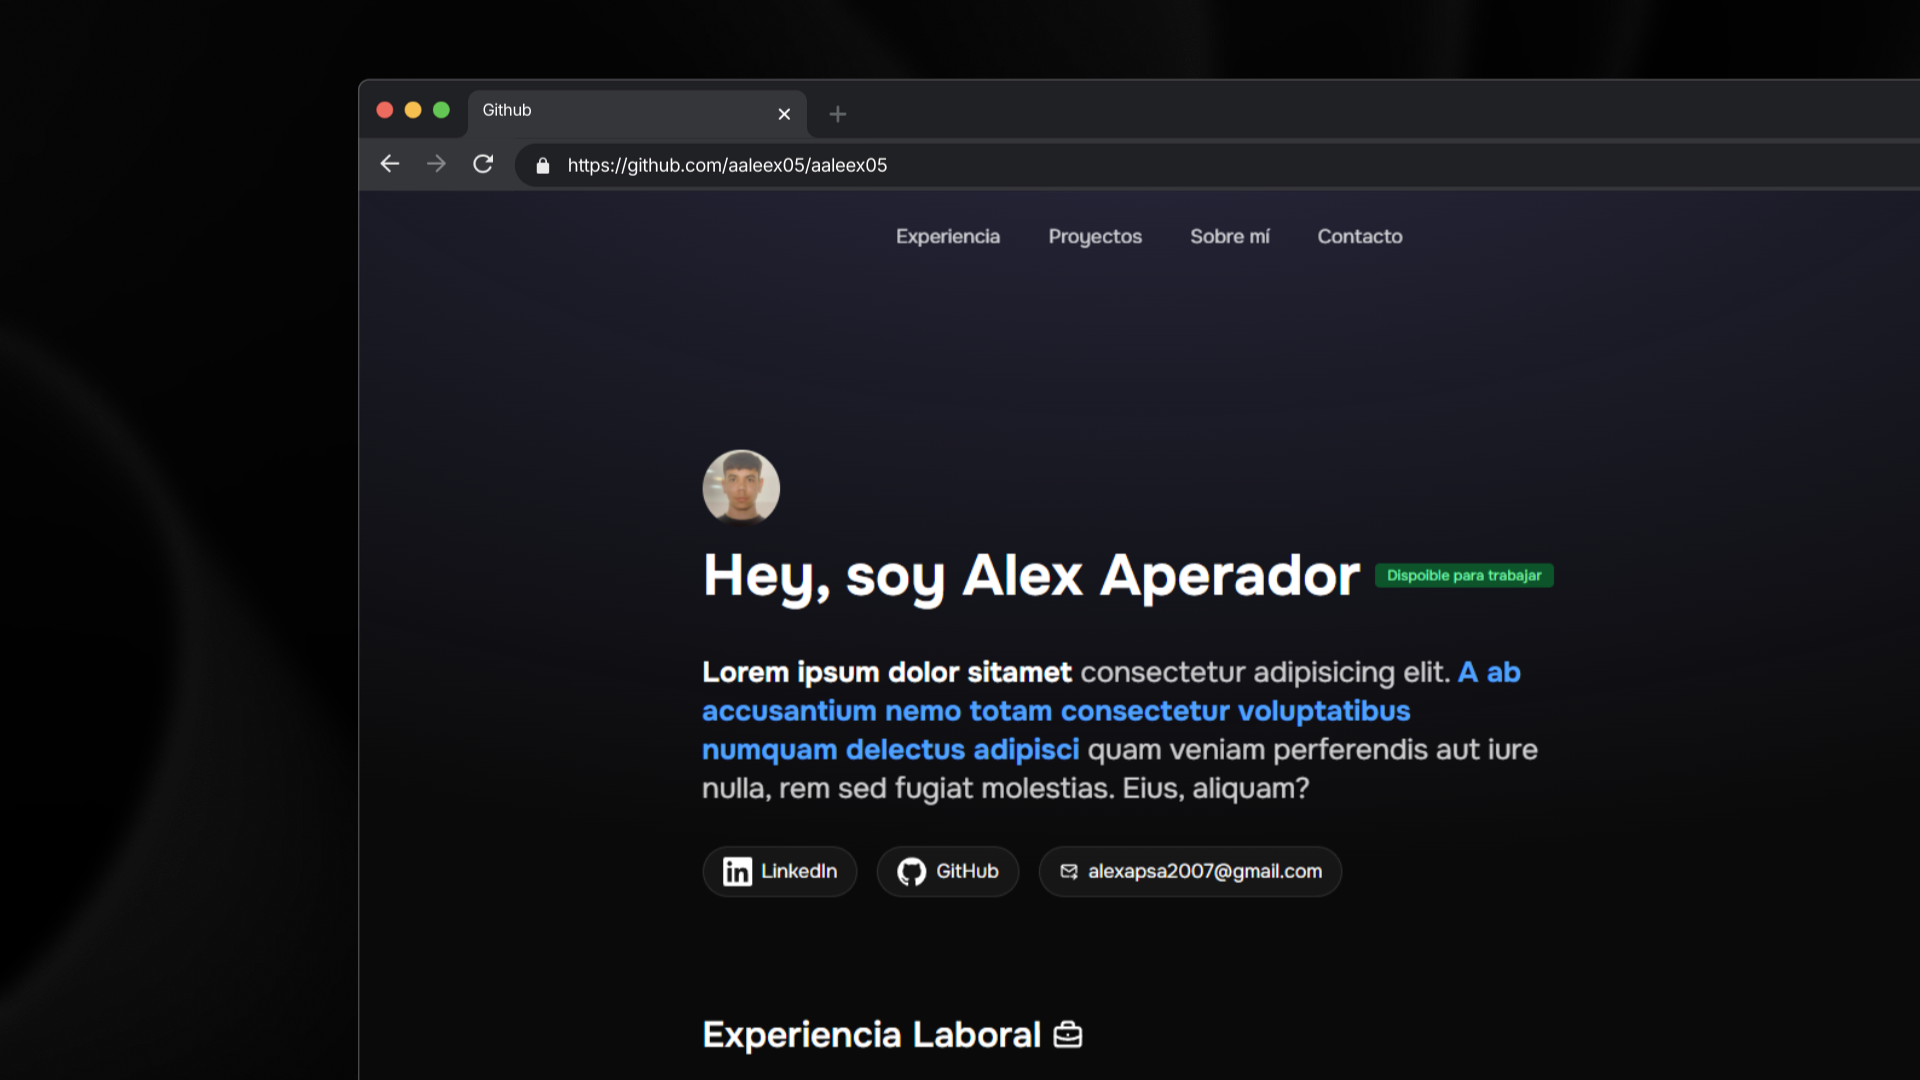 Github
https://github.com/aaleex05/aaleex05
Experiencia Proyectos Sobre mí Contacto
Hey, soy Alex Aperador Dispolble para trabajar
Lorem ipsum dolor sitamet consectetur adipisicing elit. A ab
accusantium nemo totam consectetur voluptatibus
numquam delectus adipisci quam veniam perferendis aut iure
nulla, rem sed fugiat molestias. Eius, aliquam?
LinkedIn GitHub alexapsa2007@gmail.com
Experiencia Laboral